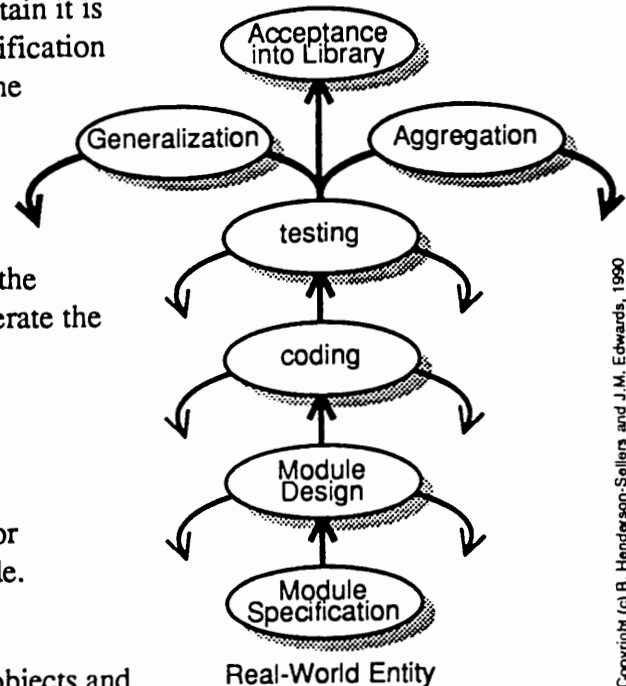 tain it is
ification
ne
the
erate the
or
le.
objects and
Acceptance
into Library
Generalization
Aggregation
testing
coding
Module
Design
Module
Specification
Real-World Entity
Copyright (c) B. Henderson-Sellers and J.M. Edwards, 1990